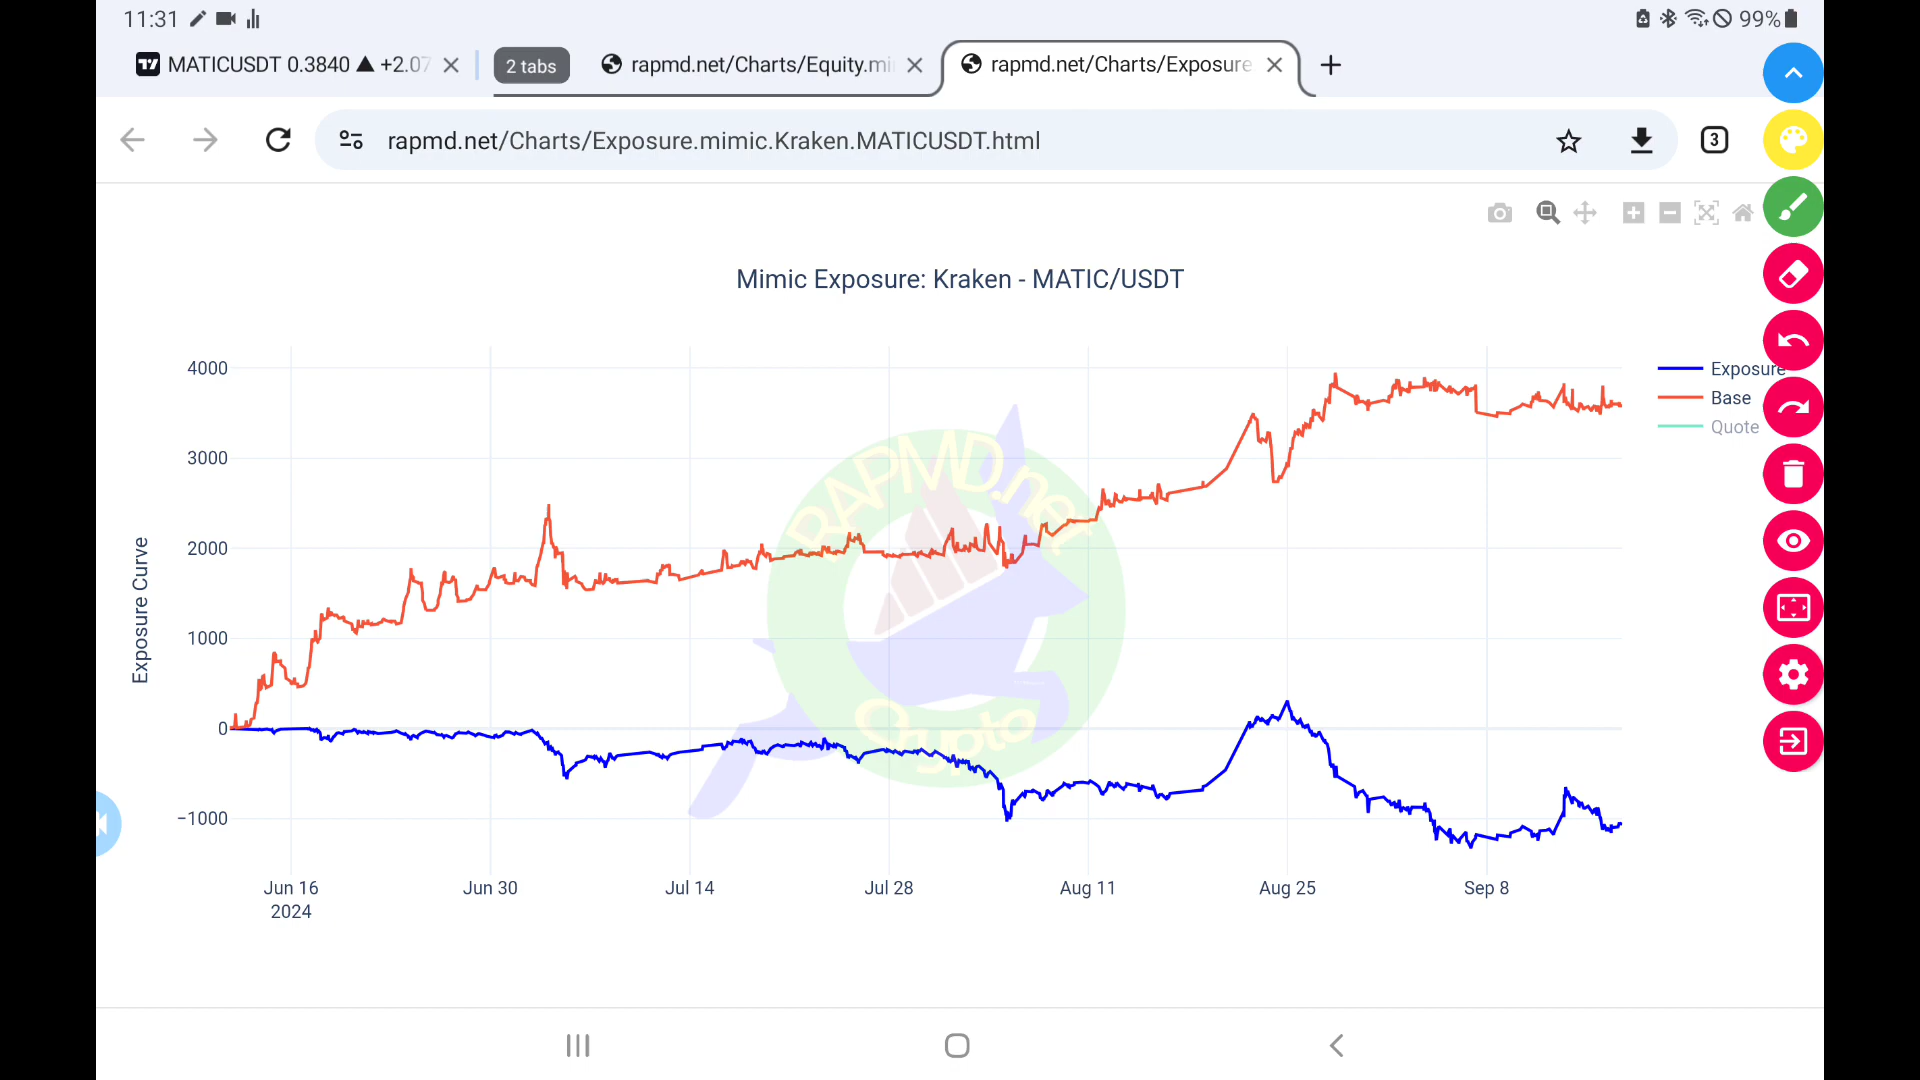 11:31
99%
MATICUSDT 0.3840 ▲ +2.07
2 tabs
rapmd.net/Charts/Equity.mi
rapmd.net/Charts/Exposure
rapmd.net/Charts/Exposure.mimic.Kraken.MATICUSDT.html
3
Mimic Exposure: Kraken - MATIC/USDT
4000
3000
2000
1000
0
−1000
Exposure Curve
Exposure
Base
Quote
RAPMD.net
Crypto
Jun 16
2024
Jun 30
Jul 14
Jul 28
Aug 11
Aug 25
Sep 8